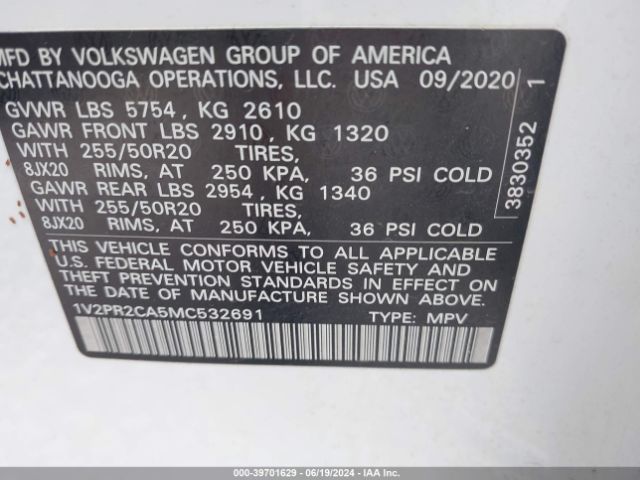 MFD BY VOLKSWAGEN GROUP OF AMERICA
CHATTANOOGA OPERATIONS, LLC. USA 09/2020
GVWR LBS 5754, KG 2610
GAWR FRONT LBS 2910, KG 1320
WITH 255/50R20 TIRES,
8JX20 RIMS, AT 250 KPA, 36 PSI COLD
GAWR REAR LBS 2954, KG 1340
WITH 255/50R20 TIRES,
8JX20 RIMS, AT 250 KPA, 36 PSI COLD
THIS VEHICLE CONFORMS TO ALL APPLICABLE
U.S. FEDERAL MOTOR VEHICLE SAFETY AND
THEFT PREVENTION STANDARDS IN EFFECT ON
THE DATE OF MANUFACTURE SHOWN ABOVE.
1V2PR2CA5MC532691 TYPE: MPV
3830352 1
000-39701629 - 06/19/2024 - IAAI.com